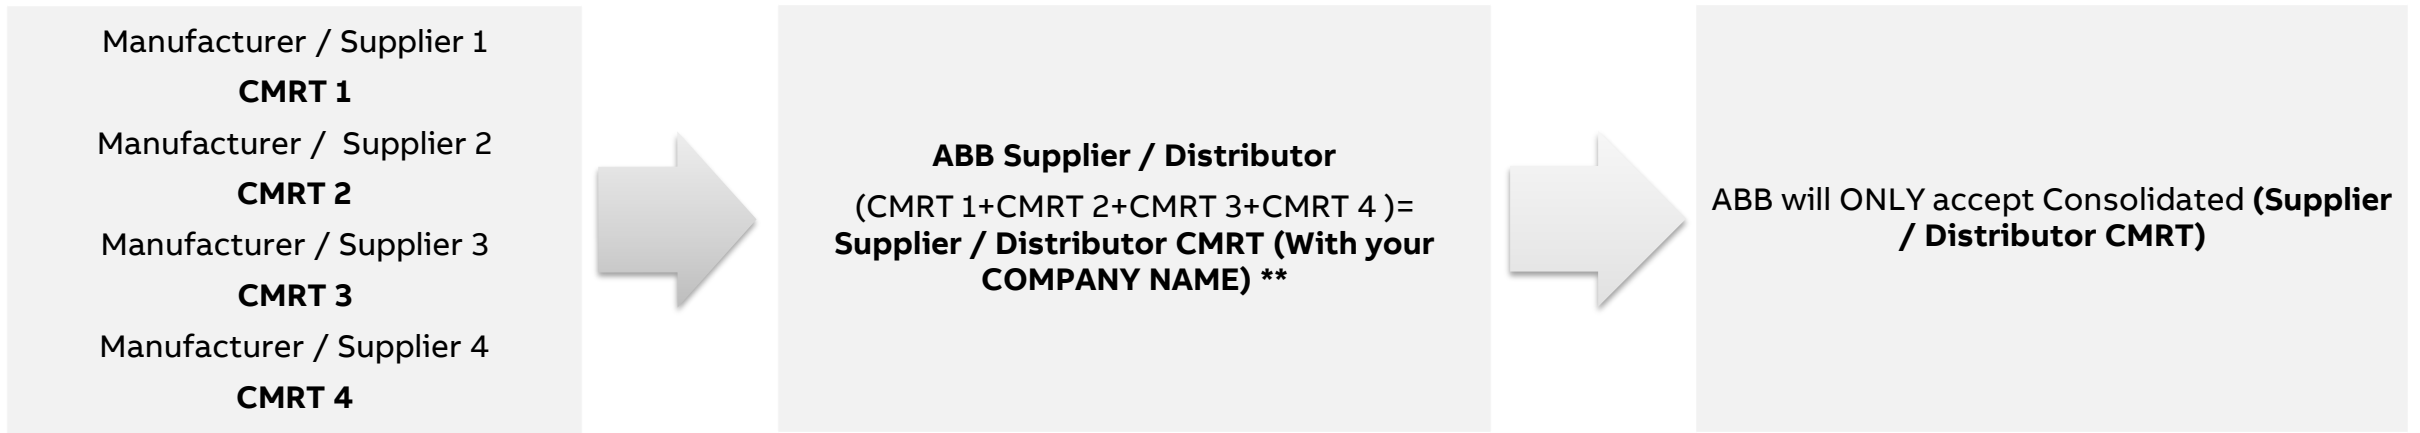 Manufacturer / Supplier 1
CMRT 1
Manufacturer /  Supplier 2
CMRT 2
Manufacturer / Supplier 3
CMRT 3
Manufacturer / Supplier 4
CMRT 4
ABB Supplier / Distributor
(CMRT 1+CMRT 2+CMRT 3+CMRT 4 )=
Supplier / Distributor CMRT (With your
COMPANY NAME) **
ABB will ONLY accept Consolidated (Supplier
/ Distributor CMRT)